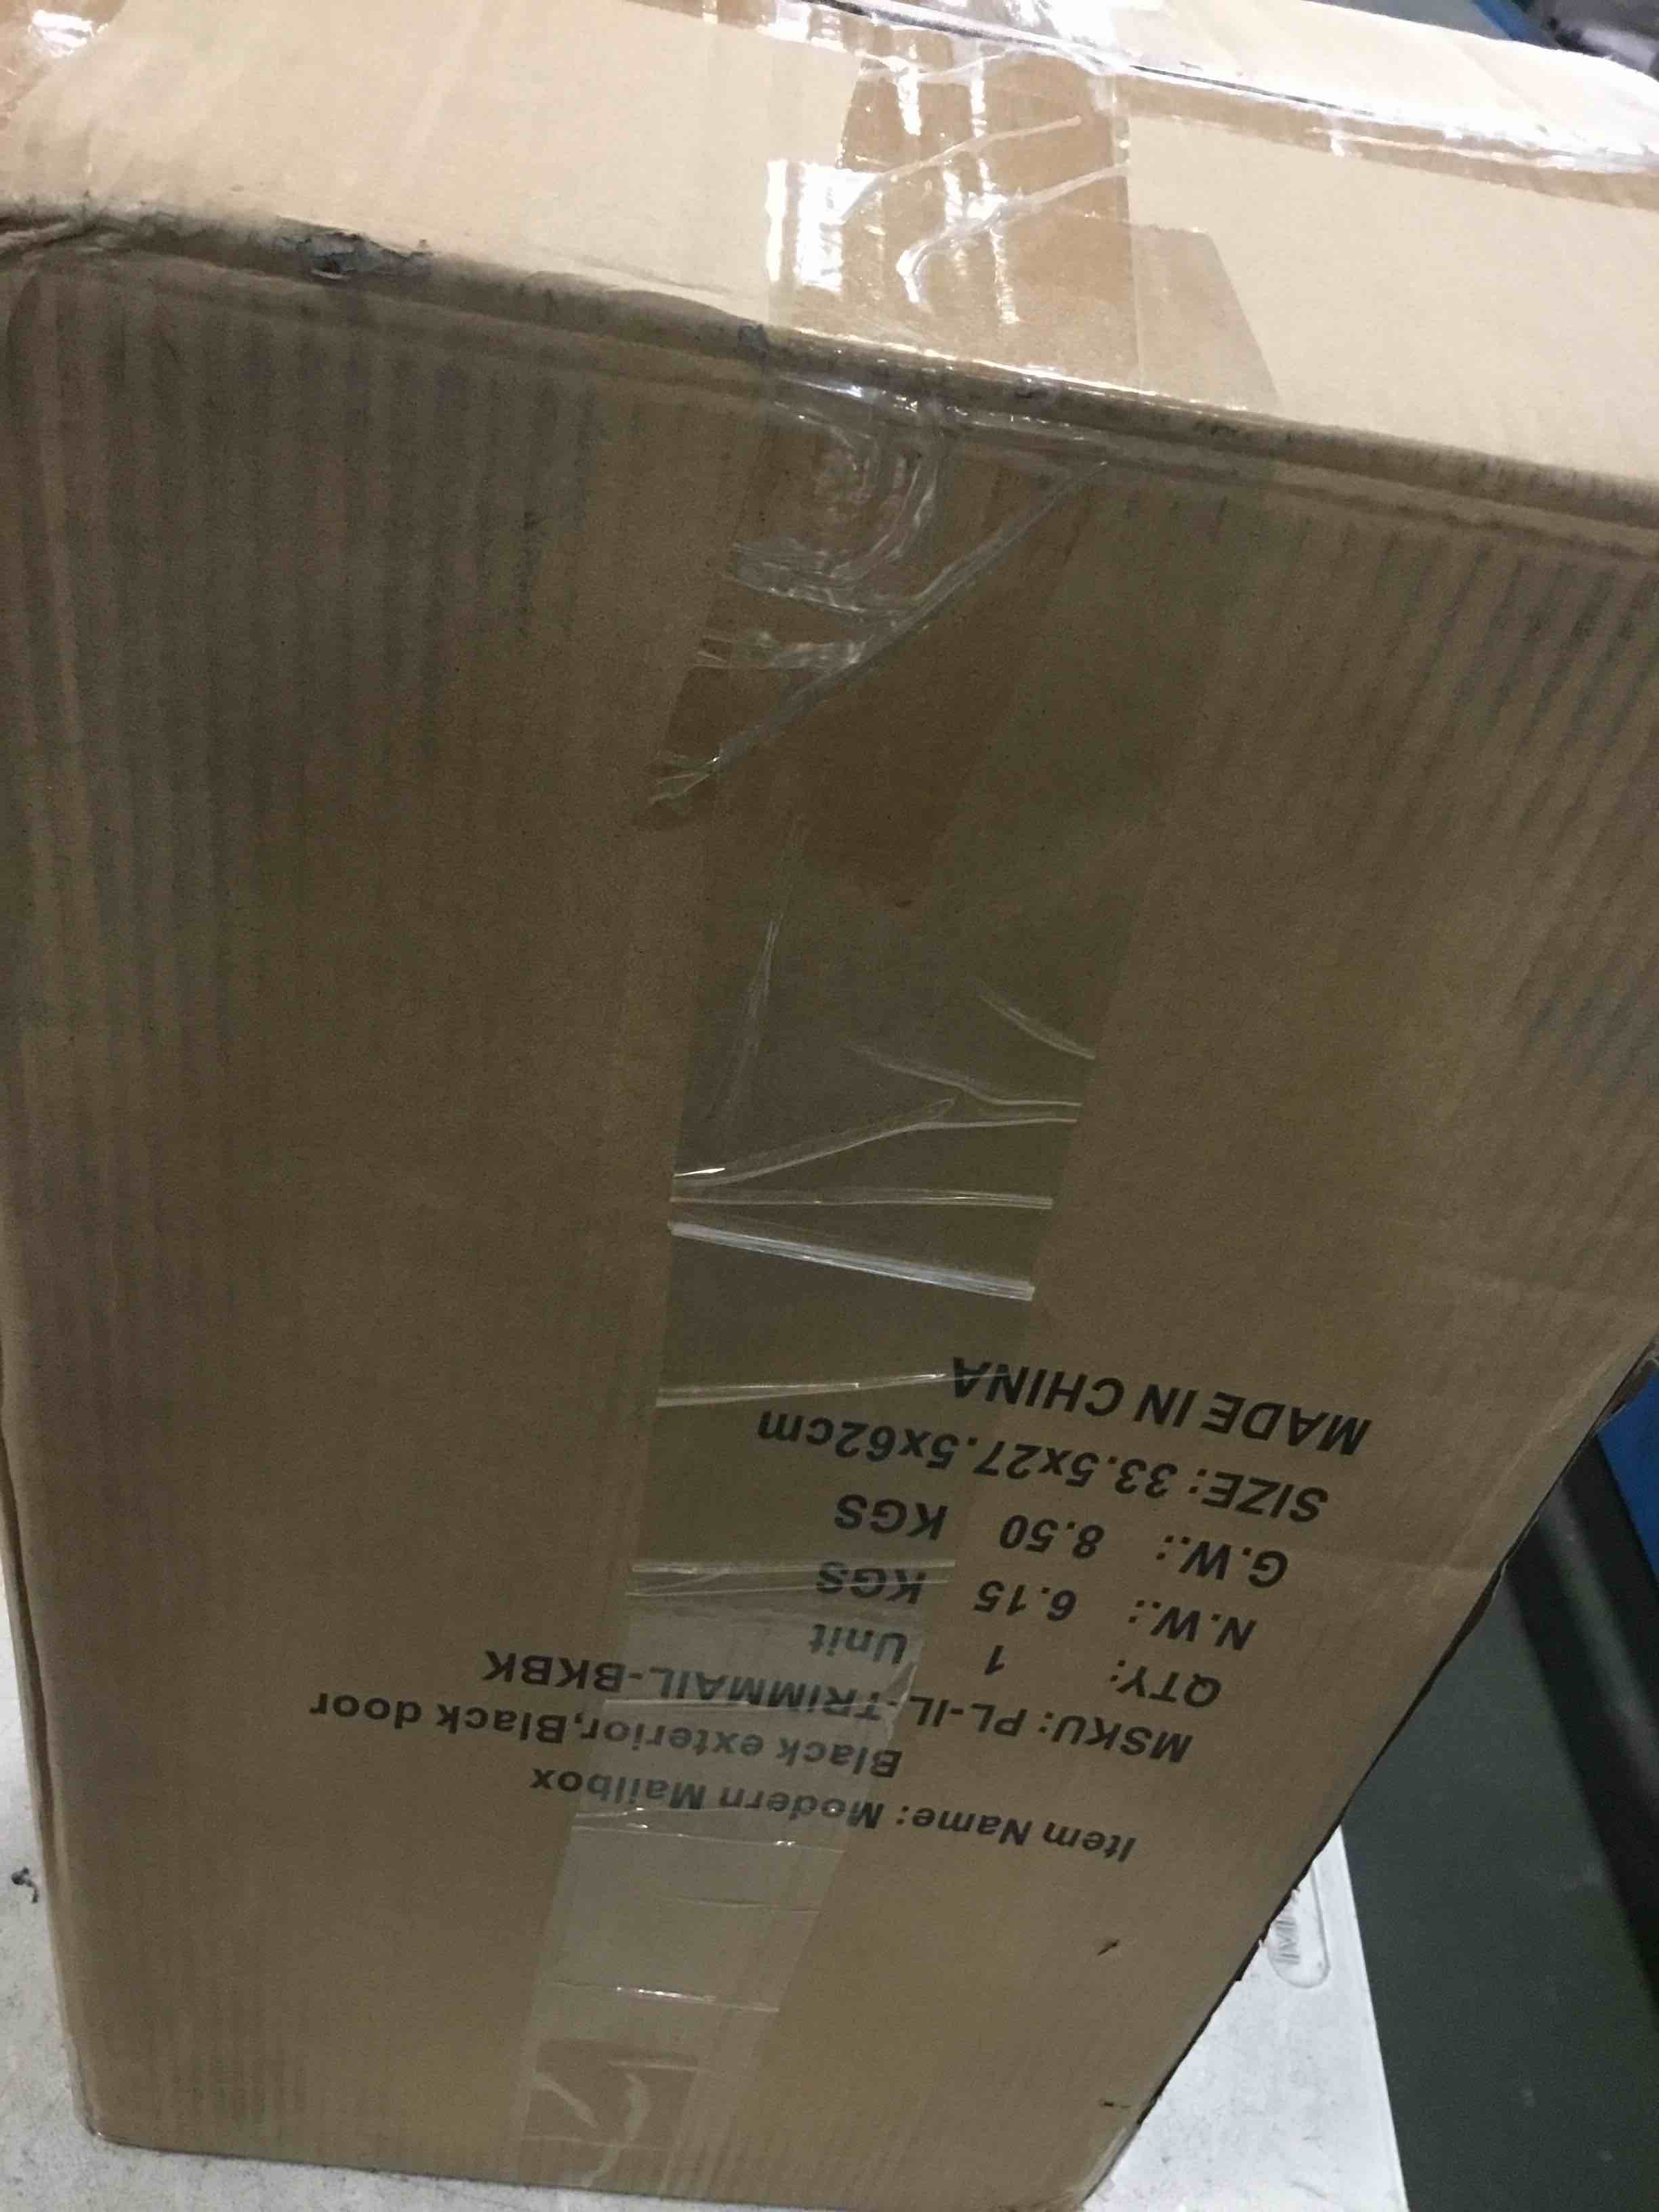 Item Name: Modern Mailbox
Black exterior,Black door
MSKU: PL-IL-TRIMMAIL-BKBK
QTY: 1 Unit
N.W.: 6.15 KGS
G.W.: 8.50 KGS
SIZE: 33.5x27.5x62cm
MADE IN CHINA